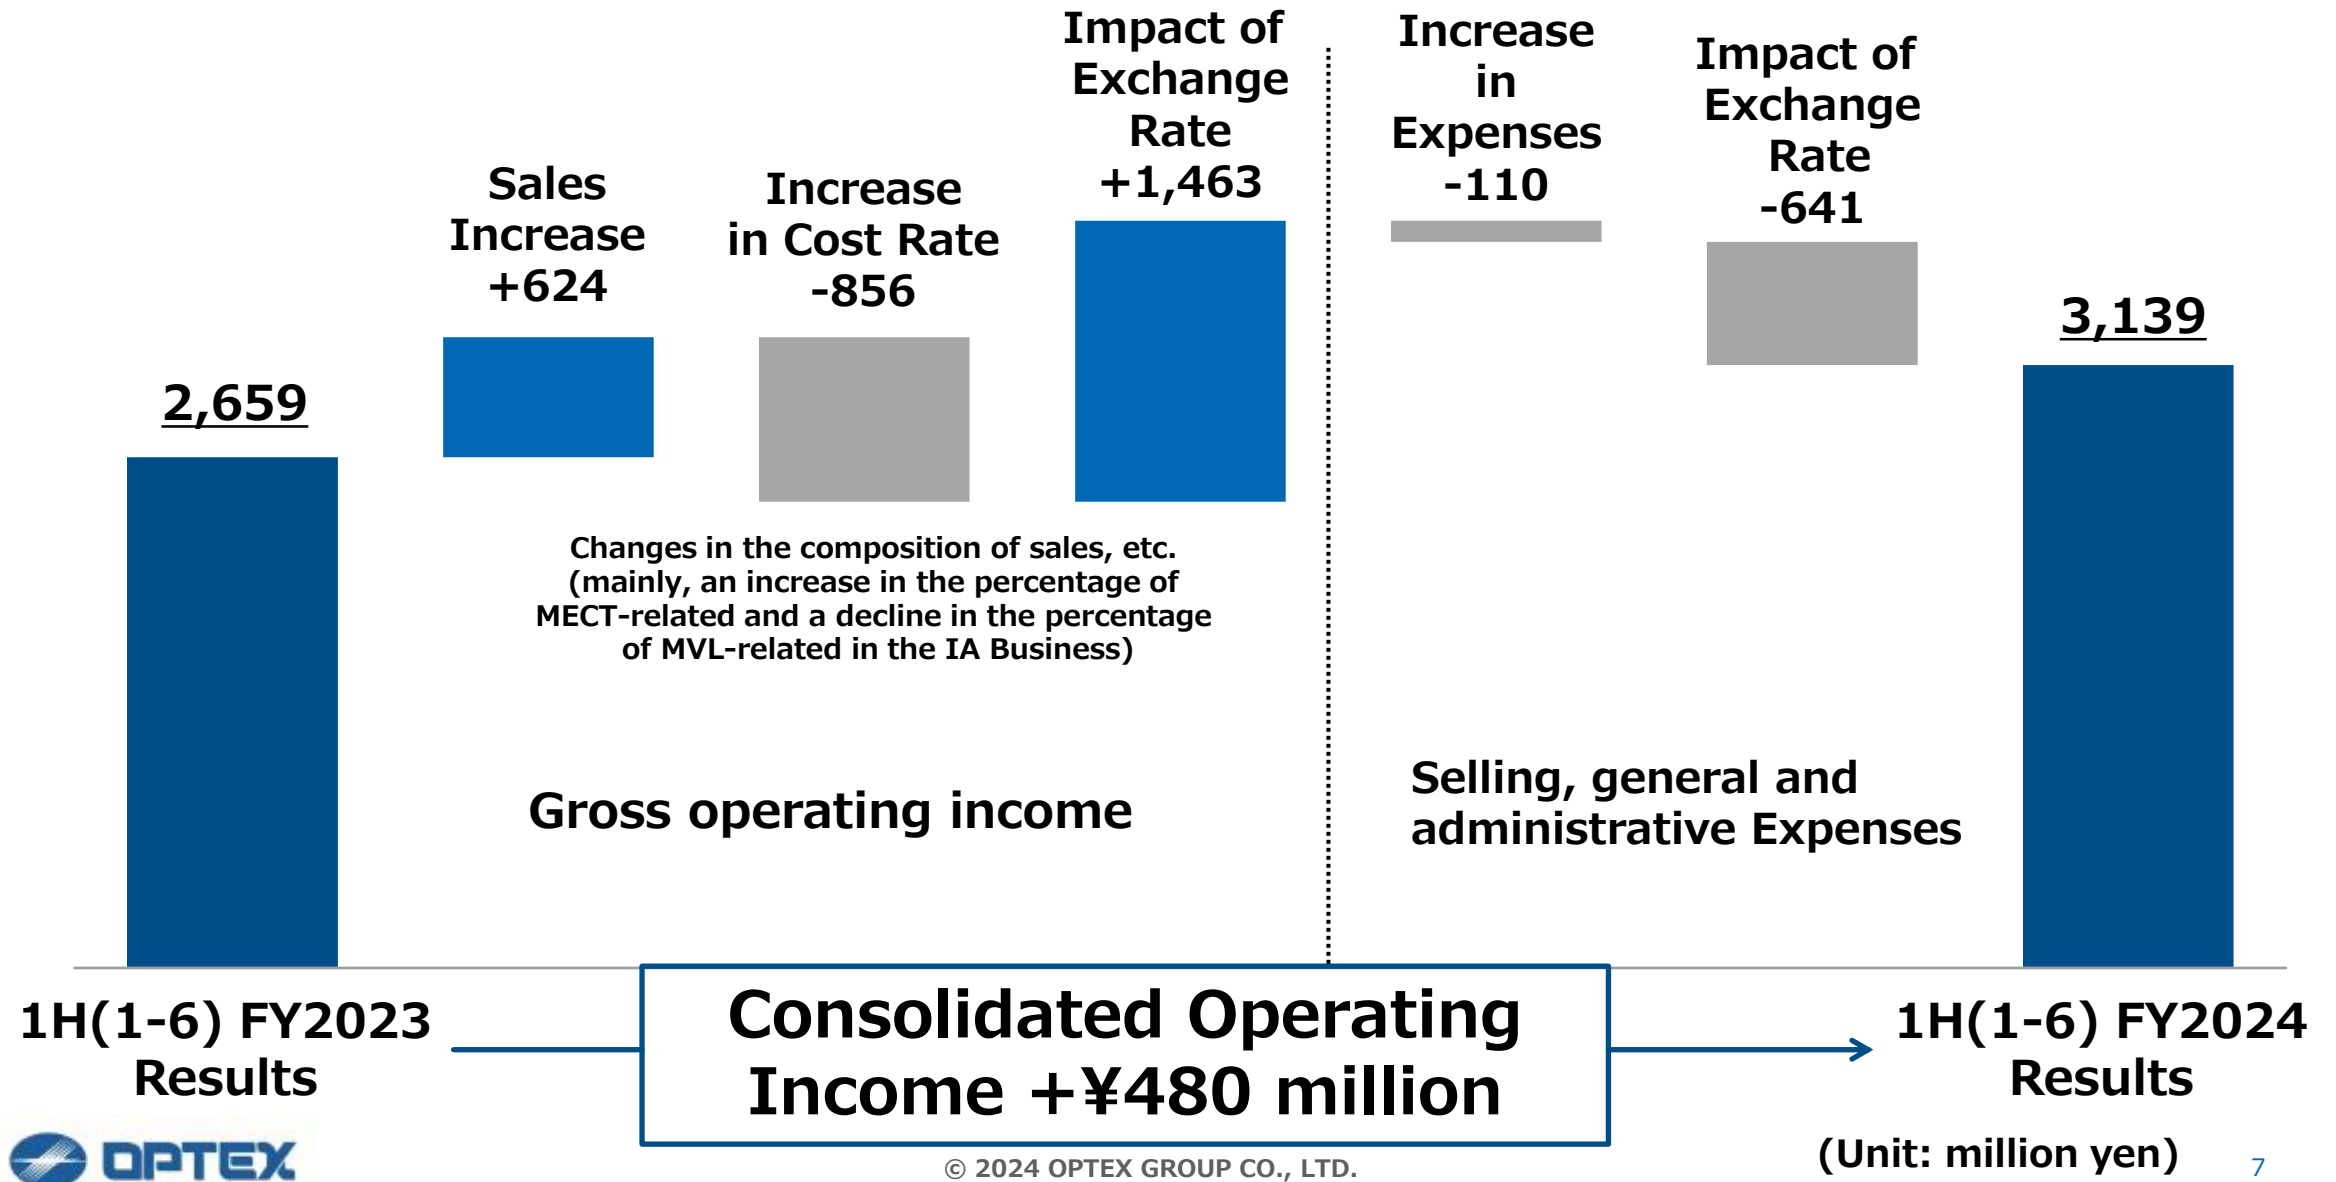 2,659
Sales
Increase
+624
Increase
in Cost Rate
-856
Impact of
Exchange
Rate
+1,463
Increase
in
Expenses
-110
Impact of
Exchange
Rate
-641
3,139
Changes in the composition of sales, etc.
(mainly, an increase in the percentage of
MECT-related and a decline in the percentage
of MVL-related in the IA Business)
Gross operating income
Selling, general and
administrative Expenses
1H(1-6) FY2023
Results
Consolidated Operating
Income +¥480 million
1H(1-6) FY2024
Results
(Unit: million yen)
OPTEX
© 2024 OPTEX GROUP CO., LTD.
7